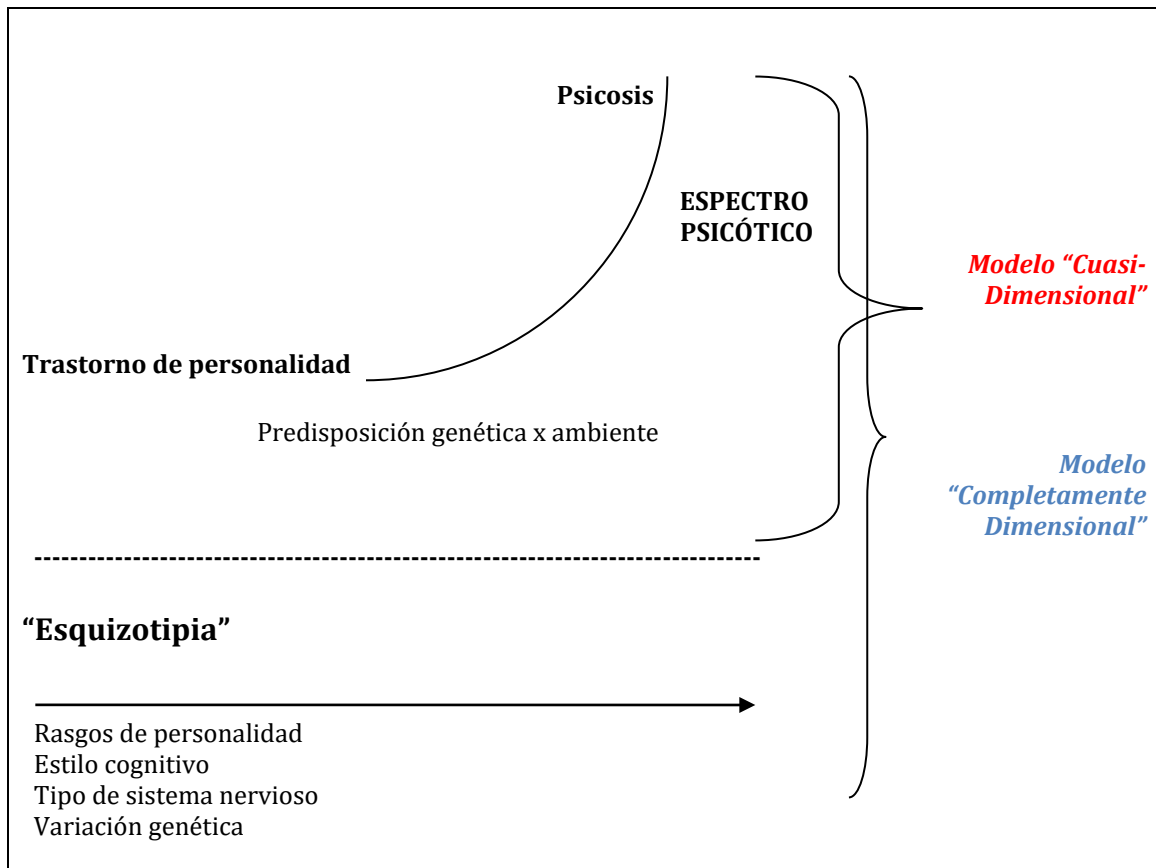 Psicosis
ESPECTRO
PSICÓTICO
Modelo “Cuasi-
Dimensional”
Trastorno de personalidad
Predisposición genética x ambiente
Modelo
“Completamente
Dimensional”
“Esquizotipia”
Rasgos de personalidad
Estilo cognitivo
Tipo de sistema nervioso
Variación genética